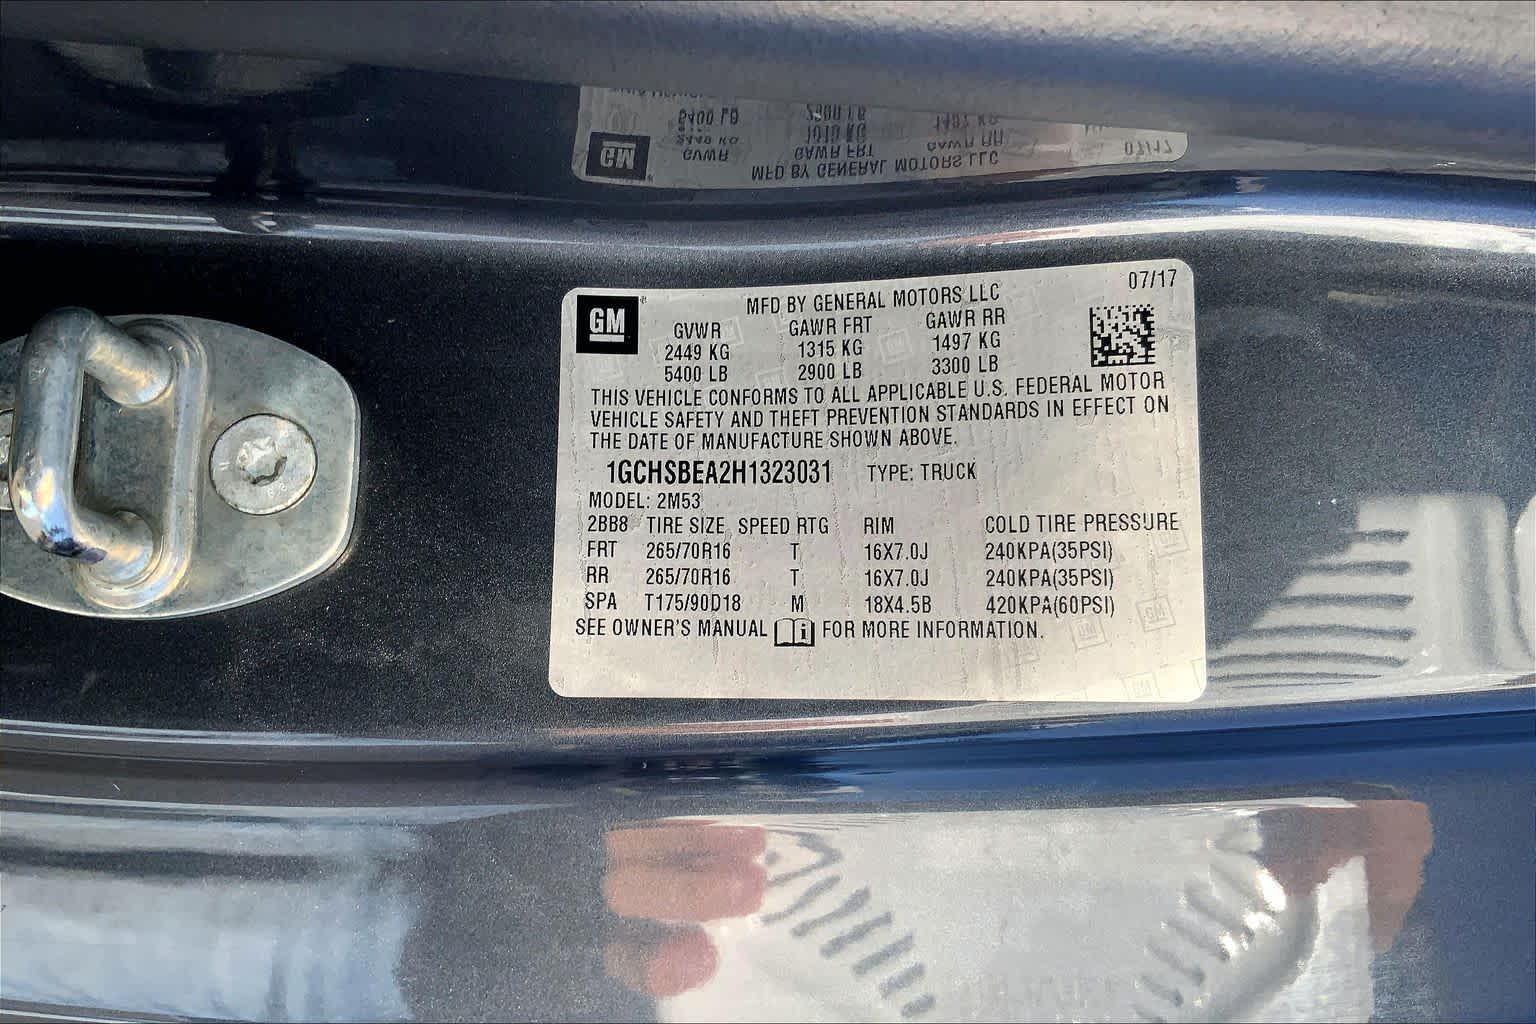 07/17
GM MFD BY GENERAL MOTORS LLC
GVWR GAWR FRT GAWR RR
2449 KG 1315 KG 1497 KG
5400 LB 2900 LB 3300 LB
THIS VEHICLE CONFORMS TO ALL APPLICABLE U.S. FEDERAL MOTOR
VEHICLE SAFETY AND THEFT PREVENTION STANDARDS IN EFFECT ON
THE DATE OF MANUFACTURE SHOWN ABOVE.
1GCHSBEA2H1323031 TYPE: TRUCK
MODEL: 2M53
2BB8 TIRE SIZE SPEED RTG RIM COLD TIRE PRESSURE
FRT 265/70R16 T 16X7.0J 240KPA(35PSI)
RR 265/70R16 T 16X7.0J 240KPA(35PSI)
SPA T175/90D18 M 18X4.5B 420KPA(60PSI)
SEE OWNER'S MANUAL FOR MORE INFORMATION.